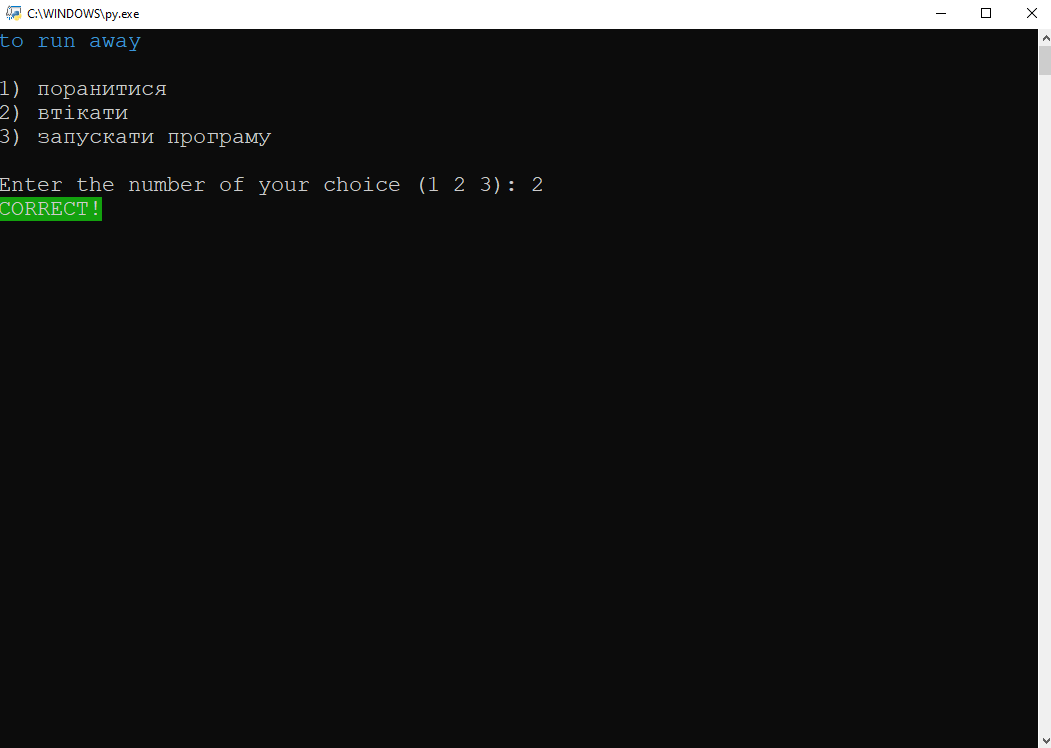 C:\WINDOWS\py.exe
to run away
1) поранитися
2) втікати
3) запускати програму
Enter the number of your choice (1 2 3): 2
CORRECT!